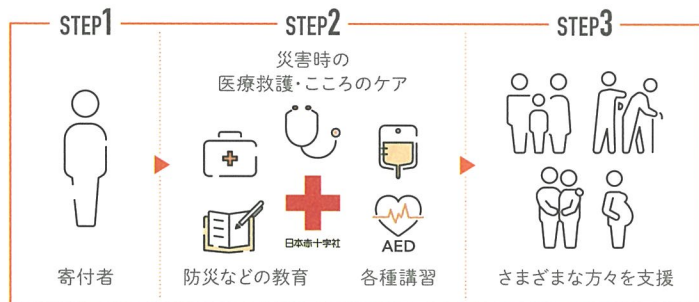 STEP1
STEP2
STEP3
災害時の
医療救護・こころのケア
日本赤十字社
AED
寄付者
防災などの教育
各種講習
さまざまな方々を支援